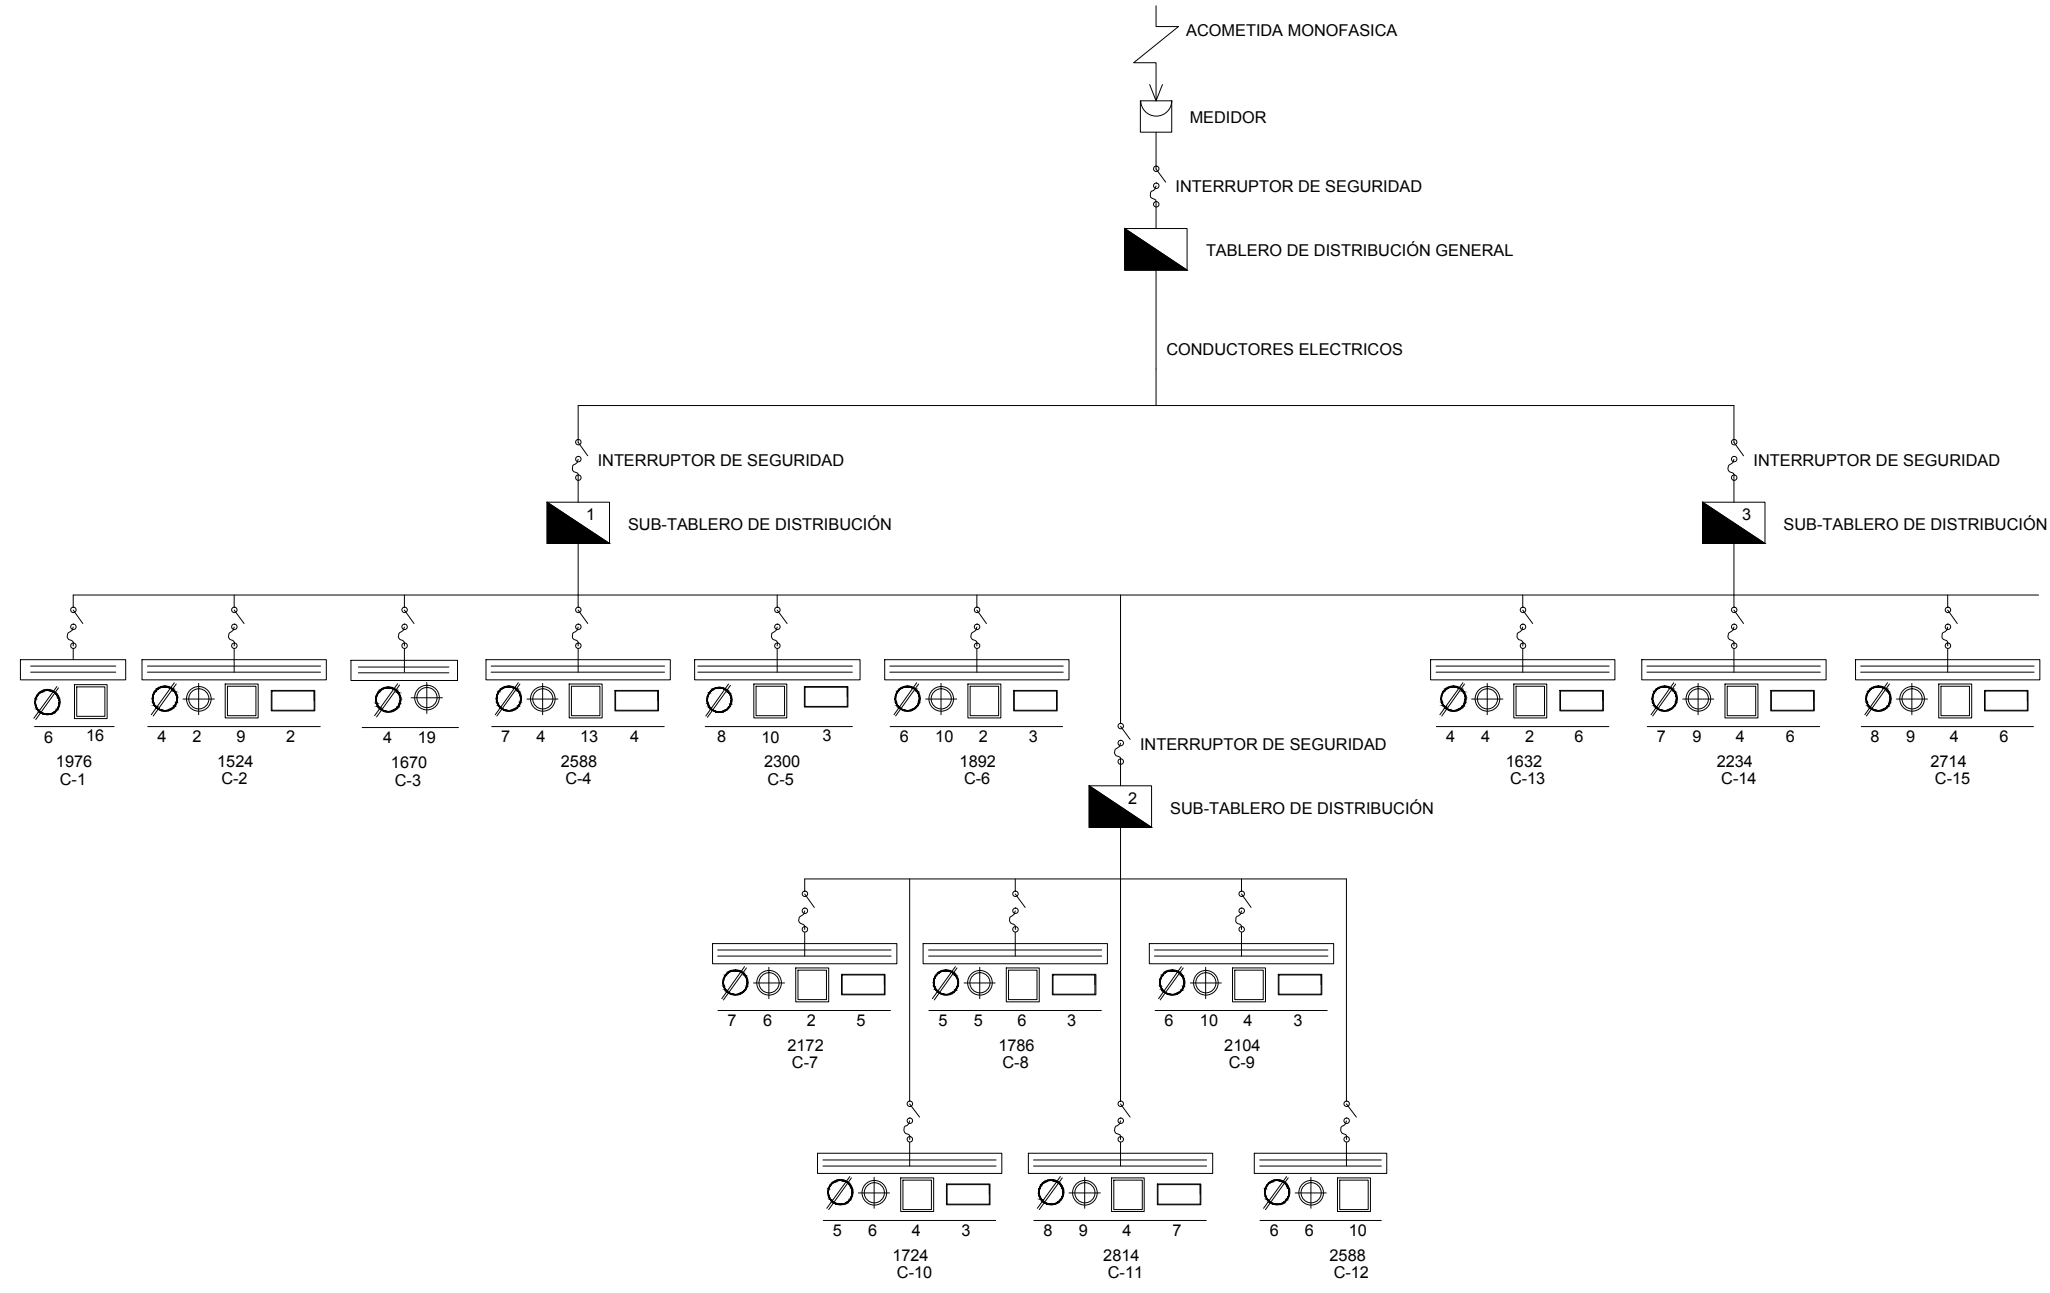 ACOMETIDA MONOFASICA
MEDIDOR
INTERRUPTOR DE SEGURIDAD
TABLERO DE DISTRIBUCIÓN GENERAL
CONDUCTORES ELECTRICOS
INTERRUPTOR DE SEGURIDAD
INTERRUPTOR DE SEGURIDAD
1
SUB-TABLERO DE DISTRIBUCIÓN
3
SUB-TABLERO DE DISTRIBUCIÓN
6 16
1976
C-1
4 2 9 2
1524
C-2
4 19
1670
C-3
7 4 13 4
2588
C-4
8 10 3
2300
C-5
6 10 2 3
1892
C-6
INTERRUPTOR DE SEGURIDAD
2
SUB-TABLERO DE DISTRIBUCIÓN
4 4 2 6
1632
C-13
7 9 4 6
2234
C-14
8 9 4 6
2714
C-15
7 6 2 5
2172
C-7
5 5 6 3
1786
C-8
6 10 4 3
2104
C-9
5 6 4 3
1724
C-10
8 9 4 7
2814
C-11
6 6 10
2588
C-12